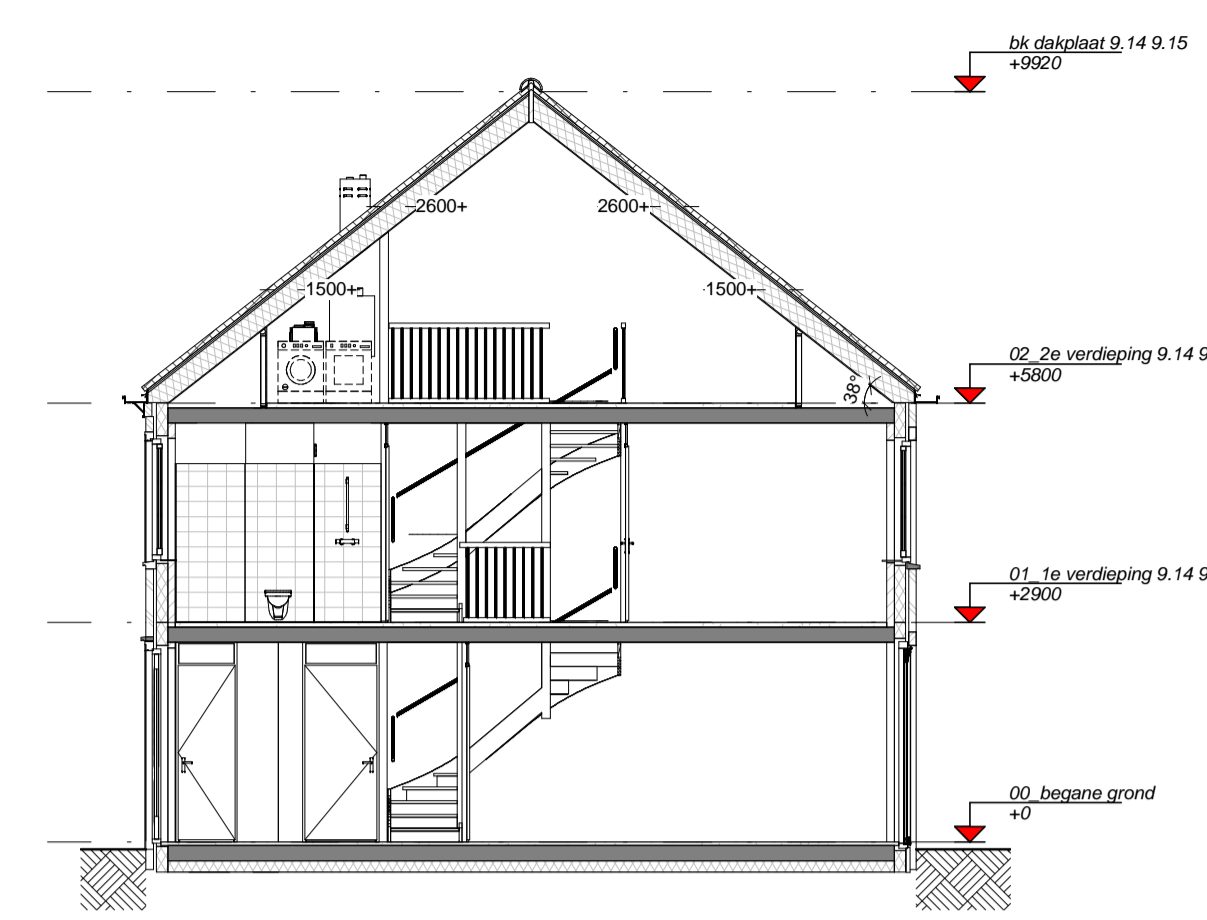 bk dakplaat 9.14 9.15
+9920
2600+ 2600+
1500+ 1500+
02_2e verdieping 9.14 9
+5800
38°
01_1e verdieping 9.14 9
+2900
00_begane grond
+0